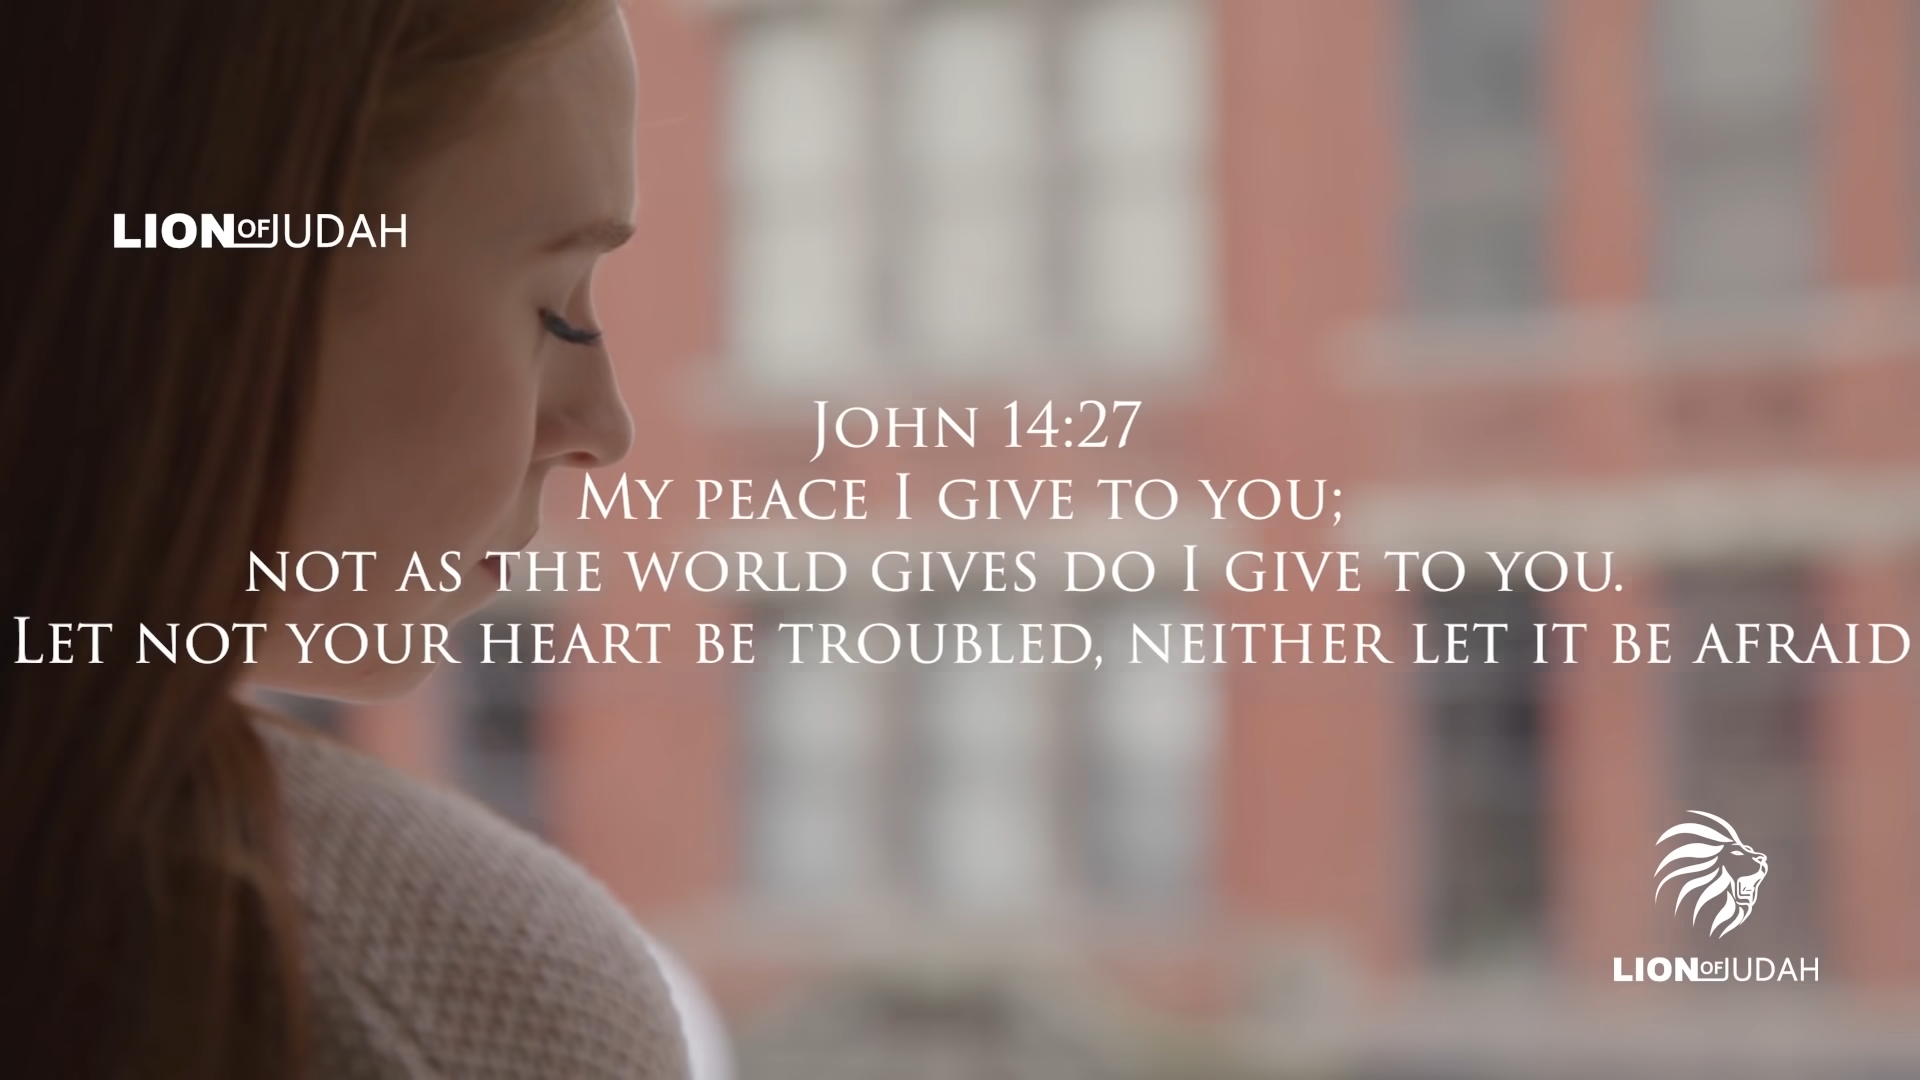 LION OF JUDAH
John 14:27
My peace I give to you;
not as the world gives do I give to you.
Let not your heart be troubled, neither let it be afraid
LION OF JUDAH